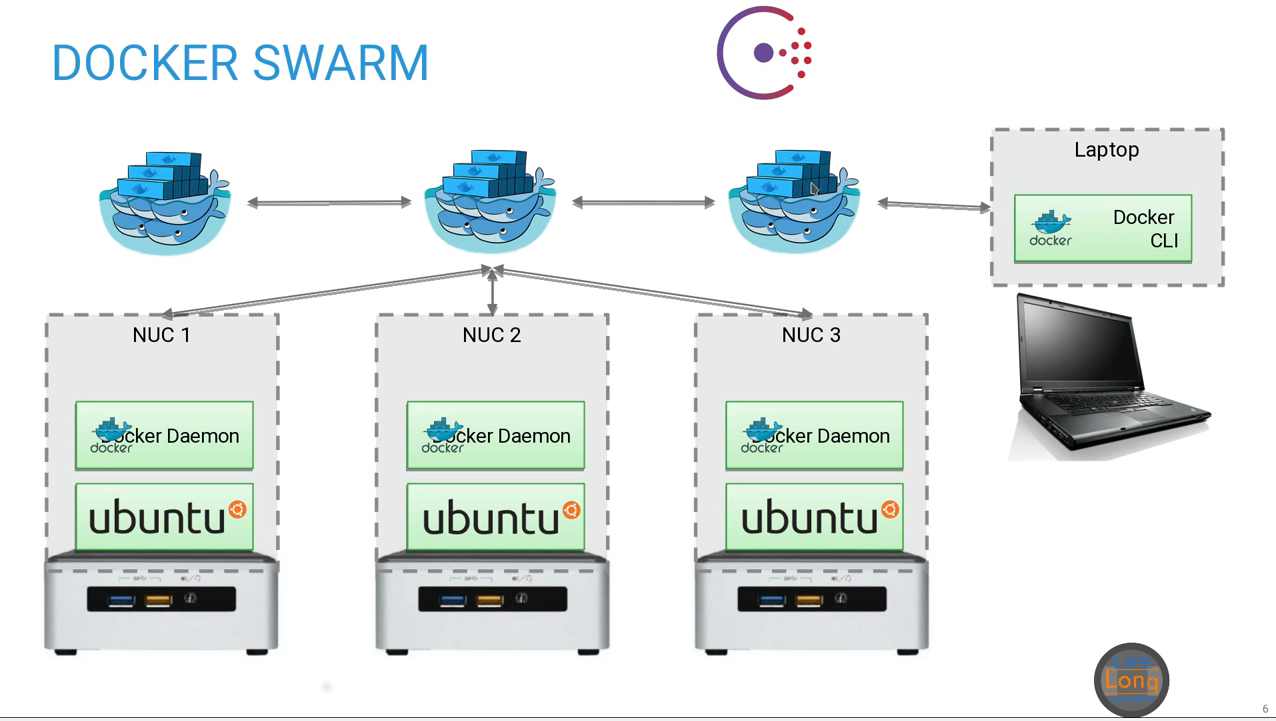 DOCKER SWARM
Laptop
Docker
CLI
docker
NUC 1
NUC 2
NUC 3
Docker Daemon
docker
Docker Daemon
docker
Docker Daemon
docker
ubuntu
ubuntu
ubuntu
Long
6